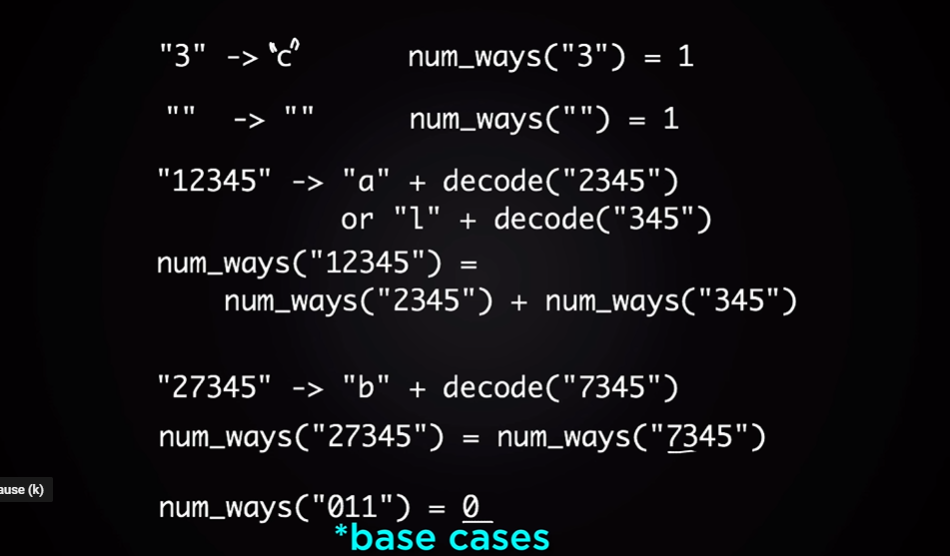 "3" -> "c" num_ways("3") = 1
"" -> "" num_ways("") = 1
"12345" -> "a" + decode("2345")
or "l" + decode("345")
num_ways("12345") =
num_ways("2345") + num_ways("345")
"27345" -> "b" + decode("7345")
num_ways("27345") = num_ways("7345")
ause (k)
num_ways("011") = 0
*base cases